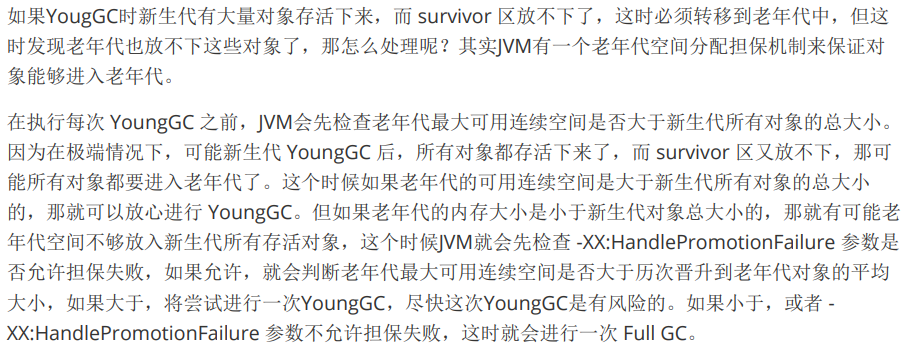 如果YougGC时新生代有大量对象存活下来，而 survivor 区放不下了，这时必须转移到老年代中，但这
时发现老年代也放不下这些对象了，那怎么处理呢？其实JVM有一个老年代空间分配担保机制来保证对
象能够进入老年代。
在执行每次 YoungGC 之前，JVM会先检查老年代最大可用连续空间是否大于新生代所有对象的总大小。
因为在极端情况下，可能新生代 YoungGC 后，所有对象都存活下来了，而 survivor 区又放不下，那可
能所有对象都要进入老年代了。这个时候如果老年代的可用连续空间是大于新生代所有对象的总大小
的，那就可以放心进行 YoungGC。但如果老年代的内存大小是小于新生代对象总大小的，那就有可能老
年代空间不够放入新生代所有存活对象，这个时候JVM就会先检查 -XX:HandlePromotionFailure 参数是
否允许担保失败，如果允许，就会判断老年代最大可用连续空间是否大于历次晋升到老年代对象的平均
大小，如果大于，将尝试进行一次YoungGC，尽快这次YoungGC是有风险的。如果小于，或者 -
XX:HandlePromotionFailure 参数不允许担保失败，这时就会进行一次 Full GC。